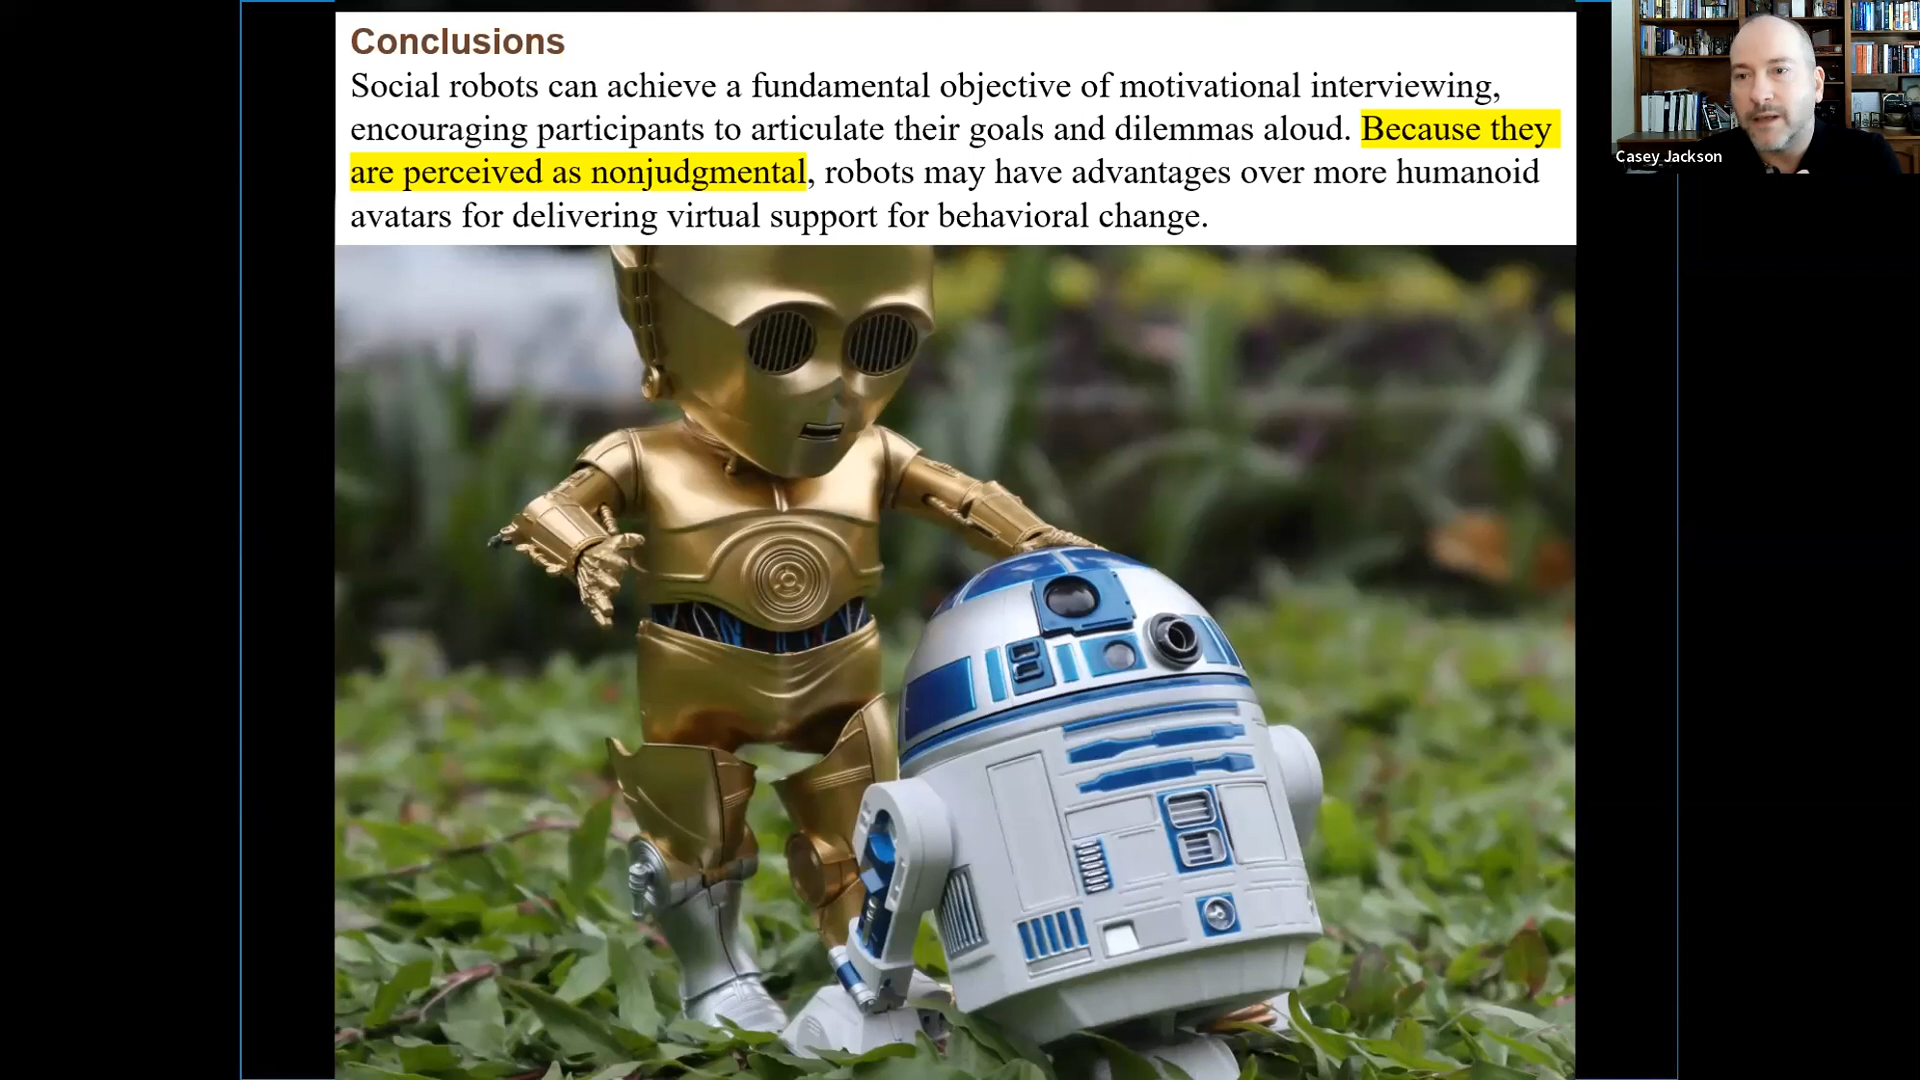 Conclusions
Social robots can achieve a fundamental objective of motivational interviewing,
encouraging participants to articulate their goals and dilemmas aloud. Because they
are perceived as nonjudgmental, robots may have advantages over more humanoid
avatars for delivering virtual support for behavioral change.
Casey Jackson